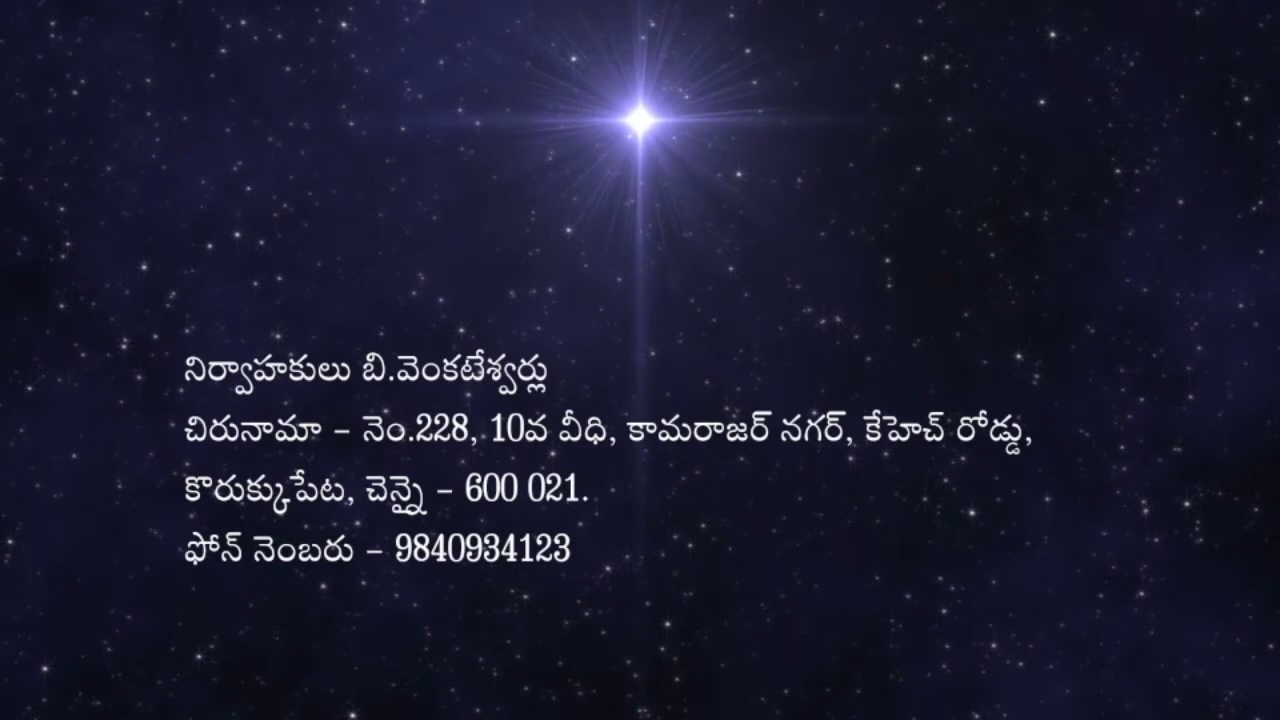 నిర్వాహకులు బి.వెంకటేశ్వర్లు
చిరునామా - నెం.228, 10వ వీధి, కామరాజర్ నగర్, కేహెచ్ రోడ్డు,
కొరుక్కుపేట, చెన్నై - 600 021.
ఫోన్ నెంబరు - 9840934123